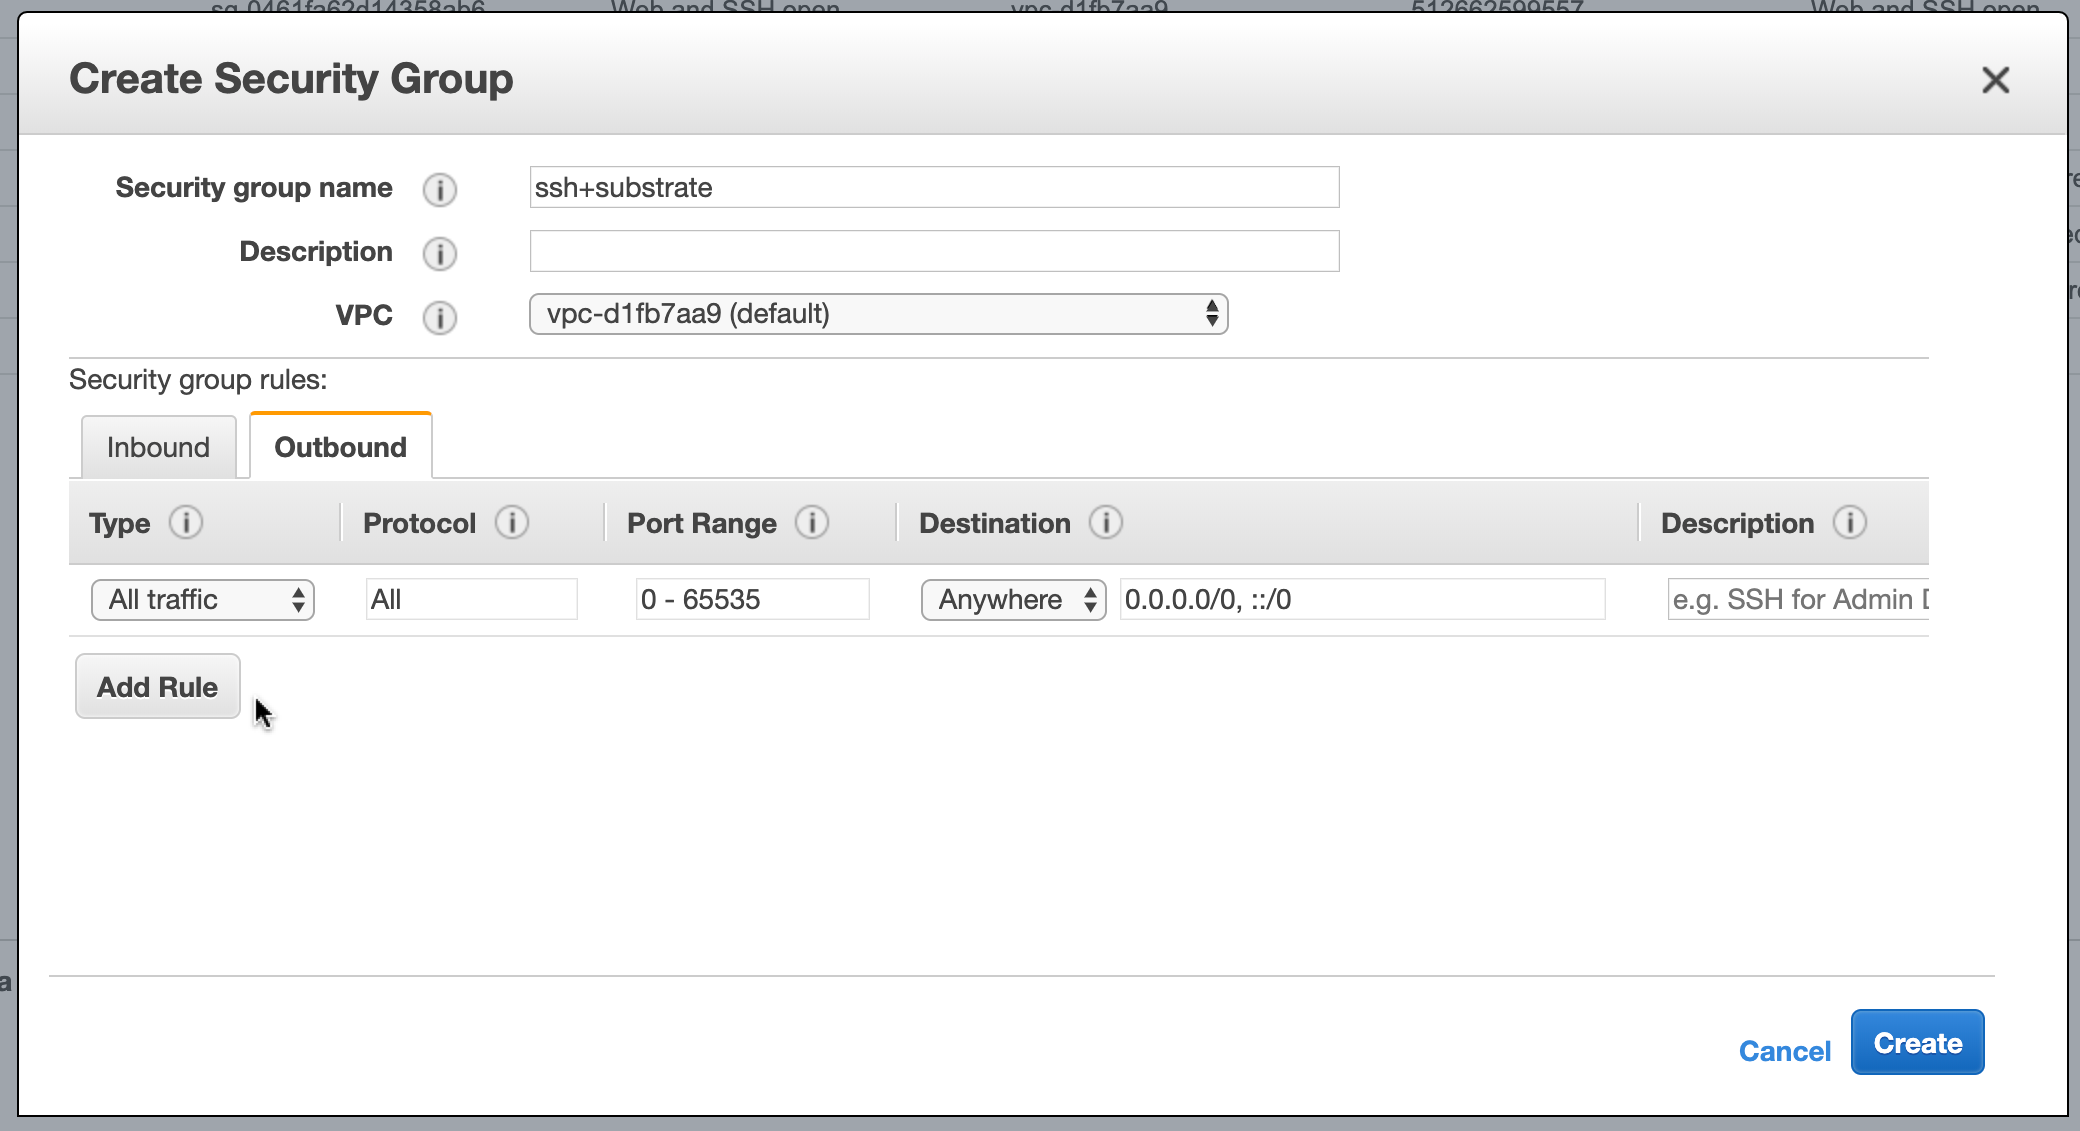 sg-0461fa62d14358ab6 Web and SSH open vpc-d1fb7aa9 512662599557 Web and SSH open
Create Security Group
Security group name i ssh+substrate
Description i
VPC i vpc-d1fb7aa9 (default)
Security group rules:
Inbound Outbound
Type i Protocol i Port Range i Destination i Description i
All traffic All 0 - 65535 Anywhere 0.0.0.0/0, ::/0 e.g. SSH for Admin
Add Rule
Cancel Create